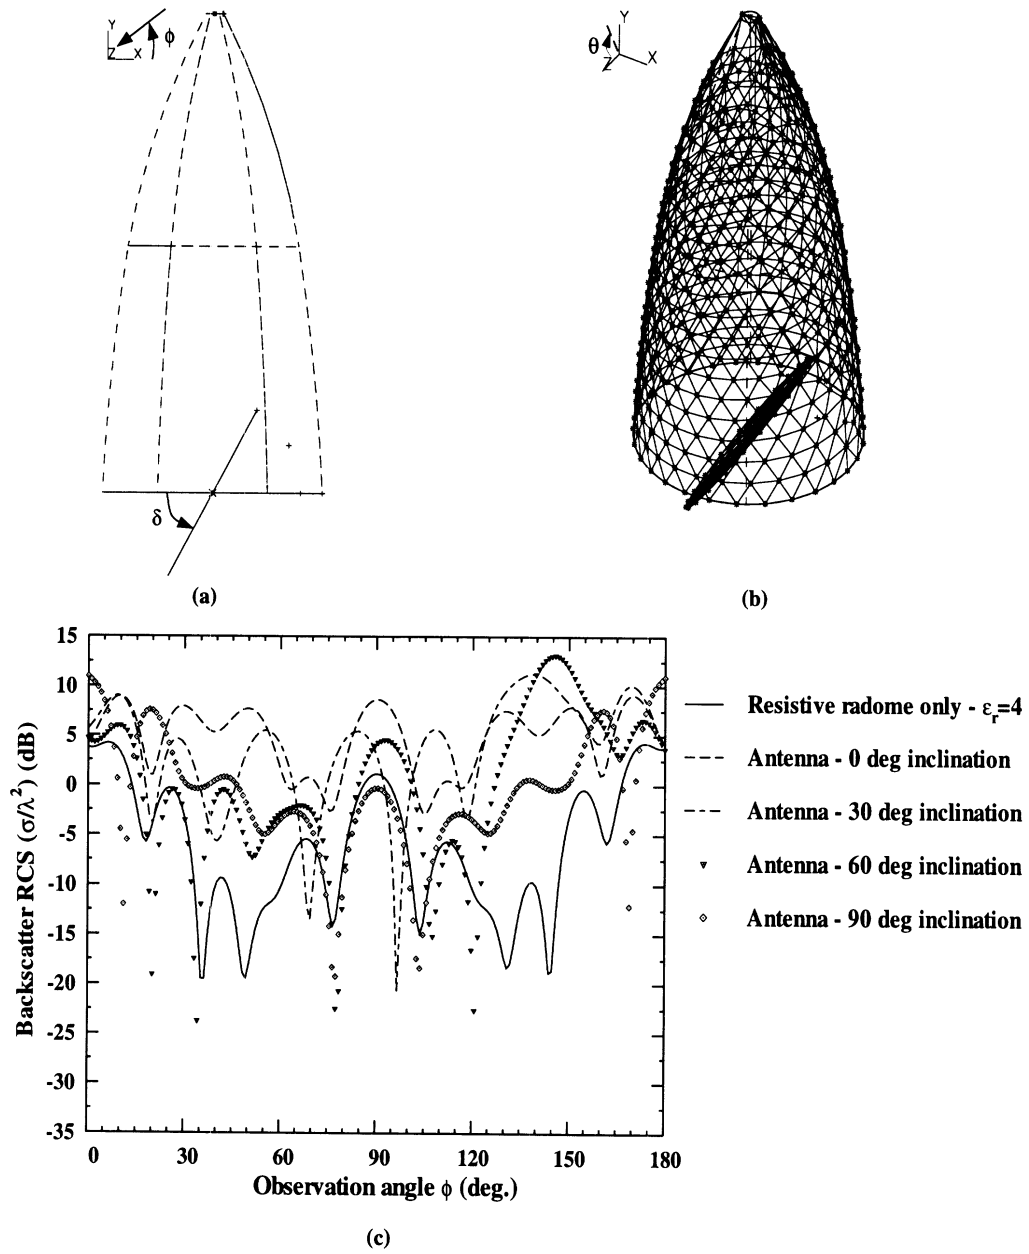 Y
ϕ
Z X
δ
(a)
Y
θ
Z X
(b)
15
10
5
0
-5
-10
-15
-20
-25
-30
-35
Backscatter RCS (σ/λ²) (dB)
0 30 60 90 120 150 180
Observation angle ϕ (deg.)
Resistive radome only - εᵣ=4
Antenna - 0 deg inclination
Antenna - 30 deg inclination
Antenna - 60 deg inclination
Antenna - 90 deg inclination
(c)